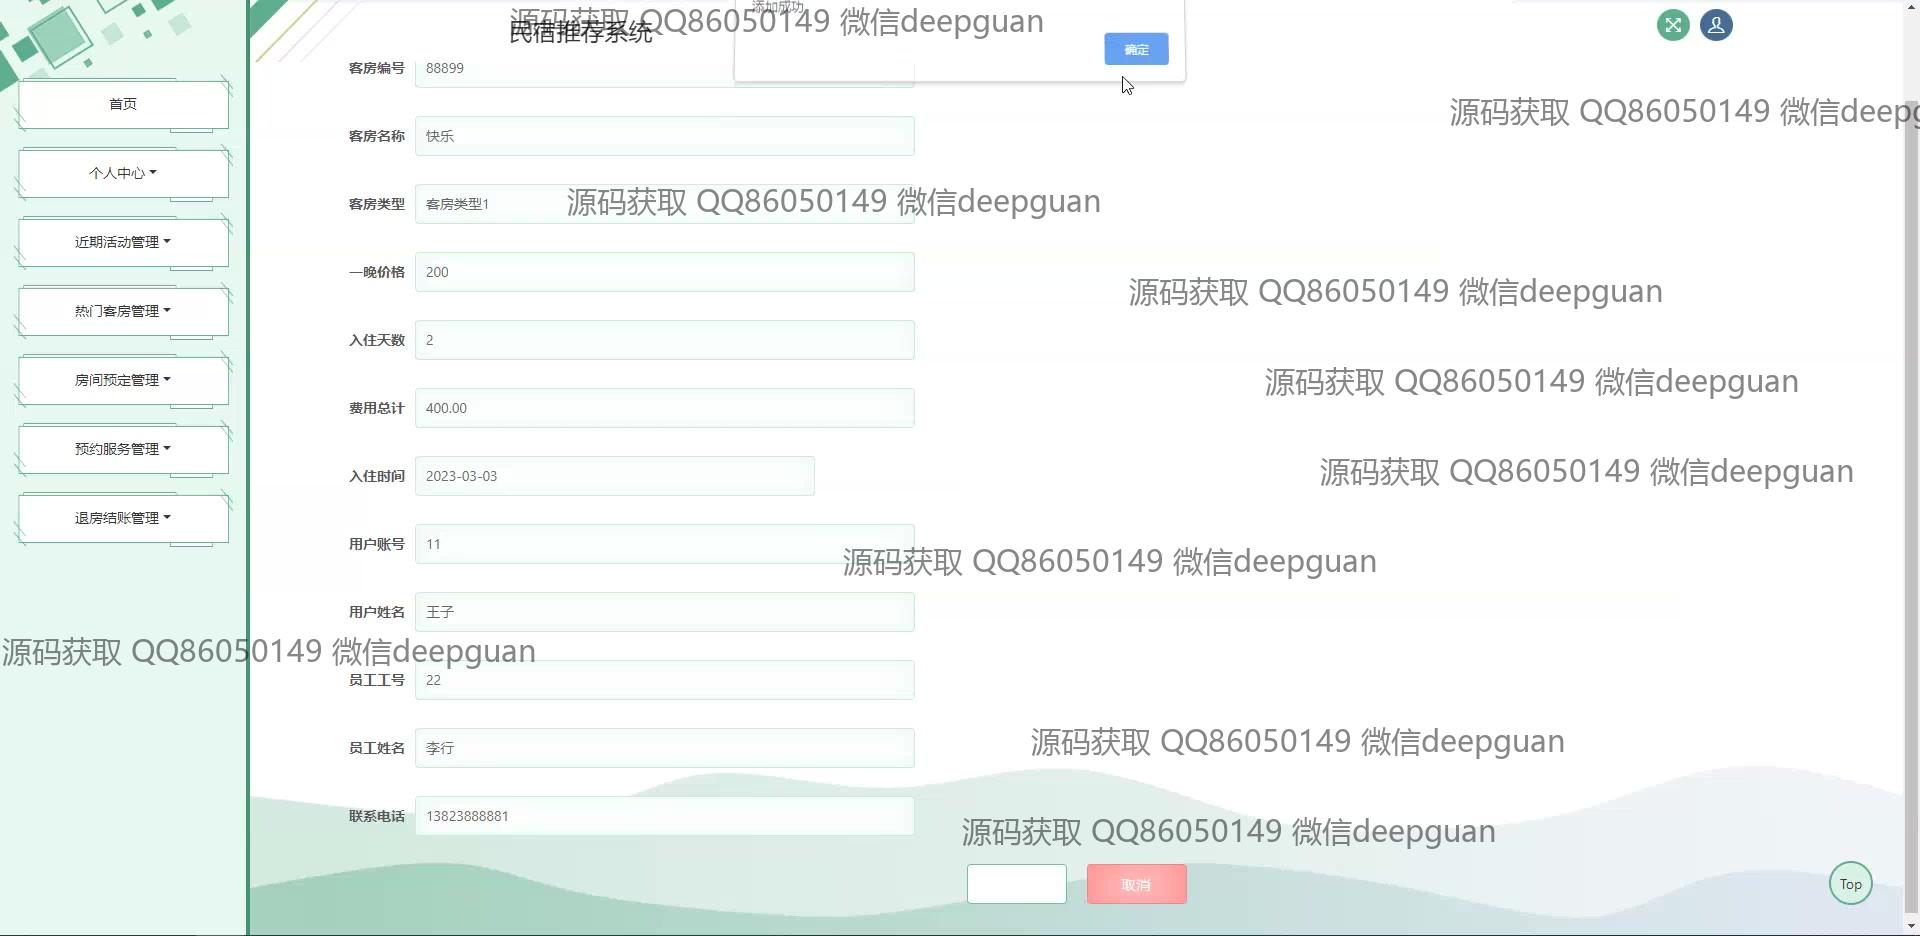 添加成功
源码获取 QQ86050149 微信deepguan
民宿推荐系统
确定
客房编号 88899
首页
源码获取 QQ86050149 微信deepg
客房名称 快乐
个人中心
客房类型 客房类型1
源码获取 QQ86050149 微信deepguan
近期活动管理
一晚价格 200
源码获取 QQ86050149 微信deepguan
热门客房管理
入住天数 2
房间预定管理
源码获取 QQ86050149 微信deepguan
费用总计 400.00
预约服务管理
入住时间 2023-03-03
源码获取 QQ86050149 微信deepguan
退房结账管理
用户账号 11
源码获取 QQ86050149 微信deepguan
用户姓名 王子
源码获取 QQ86050149 微信deepguan
员工工号 22
员工姓名 李行
源码获取 QQ86050149 微信deepguan
联系电话 13823888881
源码获取 QQ86050149 微信deepguan
取消
Top